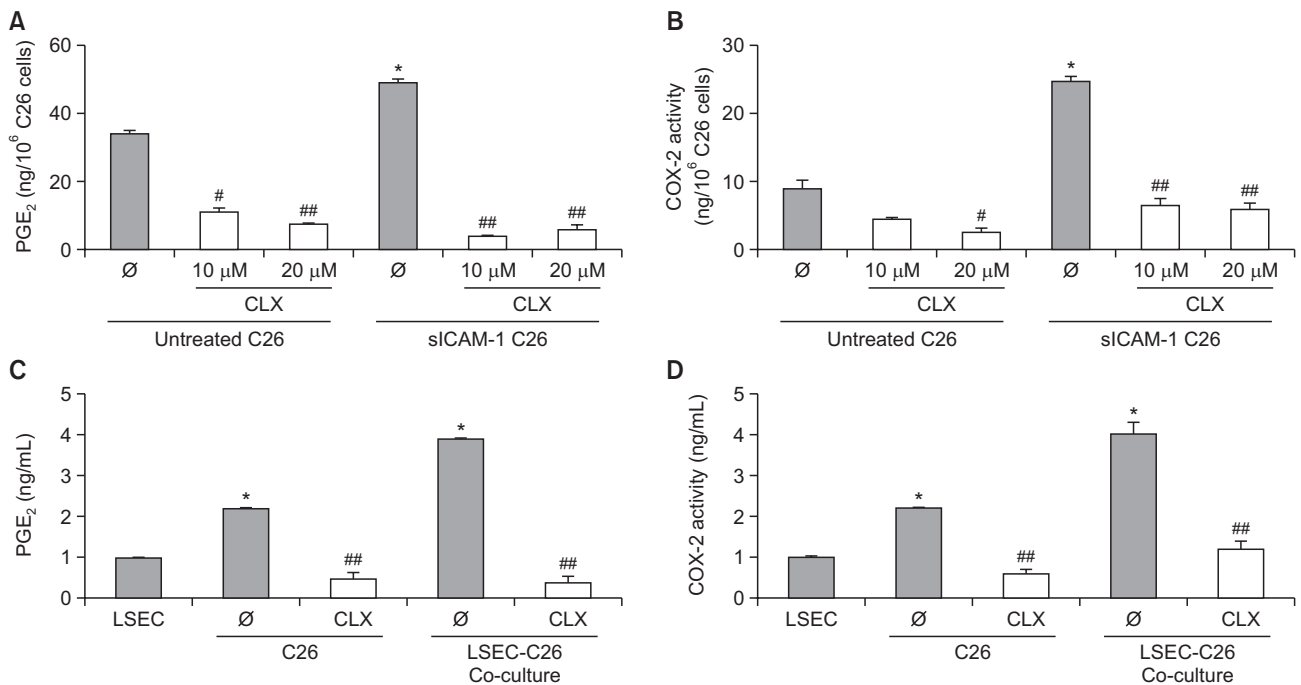 A
PGE2 (ng/10^6 C26 cells)
60
40
20
0
*
#
##
##
##
Ø 10 μM 20 μM Ø 10 μM 20 μM
CLX CLX
Untreated C26 sICAM-1 C26
B
COX-2 activity
(ng/10^6 C26 cells)
30
20
10
0
*
#
##
##
Ø 10 μM 20 μM Ø 10 μM 20 μM
CLX CLX
Untreated C26 sICAM-1 C26
C
PGE2 (ng/mL)
5
4
3
2
1
0
*
##
*
##
LSEC Ø CLX Ø CLX
C26 LSEC-C26
Co-culture
D
COX-2 activity (ng/mL)
5
4
3
2
1
0
*
##
*
##
LSEC Ø CLX Ø CLX
C26 LSEC-C26
Co-culture